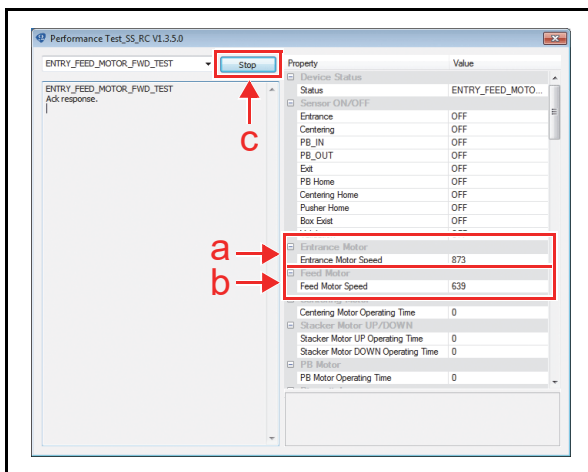 Performance Test_SS_RC V1.3.5.0
ENTRY_FEED_MOTOR_FWD_TEST
Stop
ENTRY_FEED_MOTOR_FWD_TEST
Ack response.
c
a
b
Property Value
Device Status
Status ENTRY_FEED_MOTO...
Sensor ON/OFF
Entrance OFF
Centering OFF
PB_IN OFF
PB_OUT OFF
Exit OFF
PB Home OFF
Centering Home OFF
Pusher Home OFF
Box Exist OFF
Entrance Motor
Entrance Motor Speed 873
Feed Motor
Feed Motor Speed 639
Centering Motor Operating Time 0
Stacker Motor UP/DOWN
Stacker Motor UP Operating Time 0
Stacker Motor DOWN Operating Time 0
PB Motor
PB Motor Operating Time 0